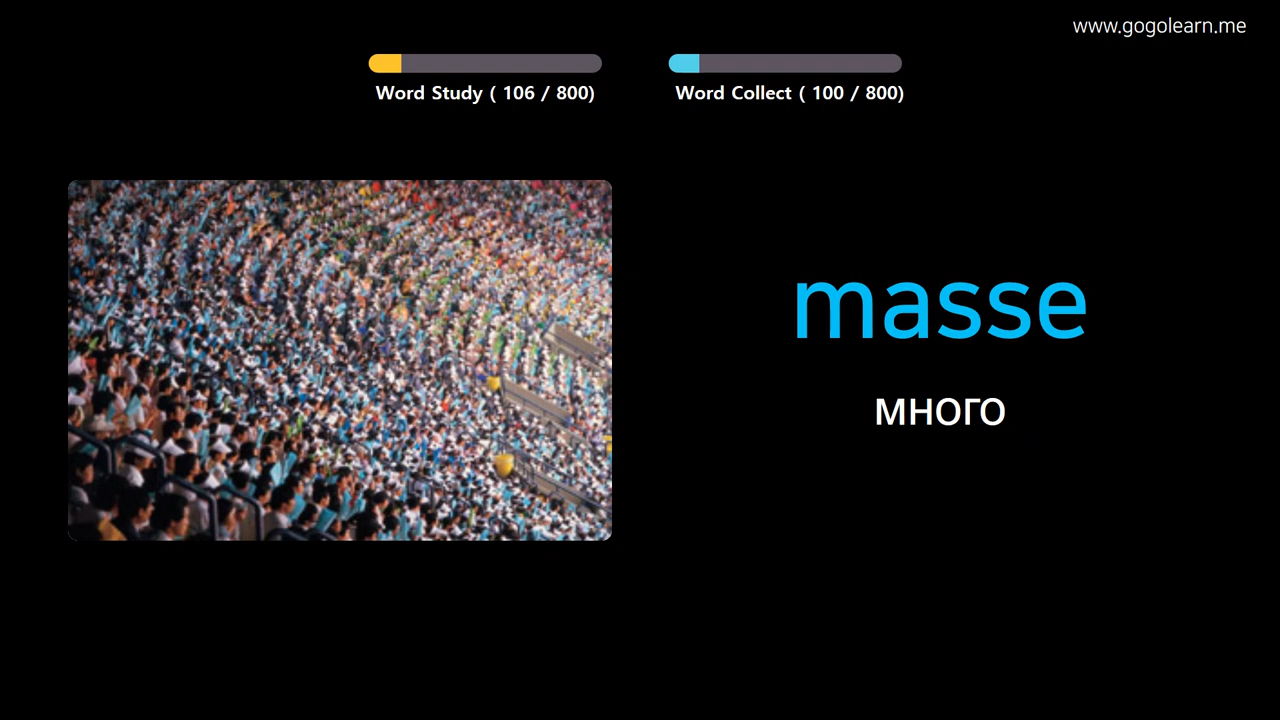 www.gogolearn.me
Word Study ( 106 / 800)
Word Collect ( 100 / 800)
masse
много